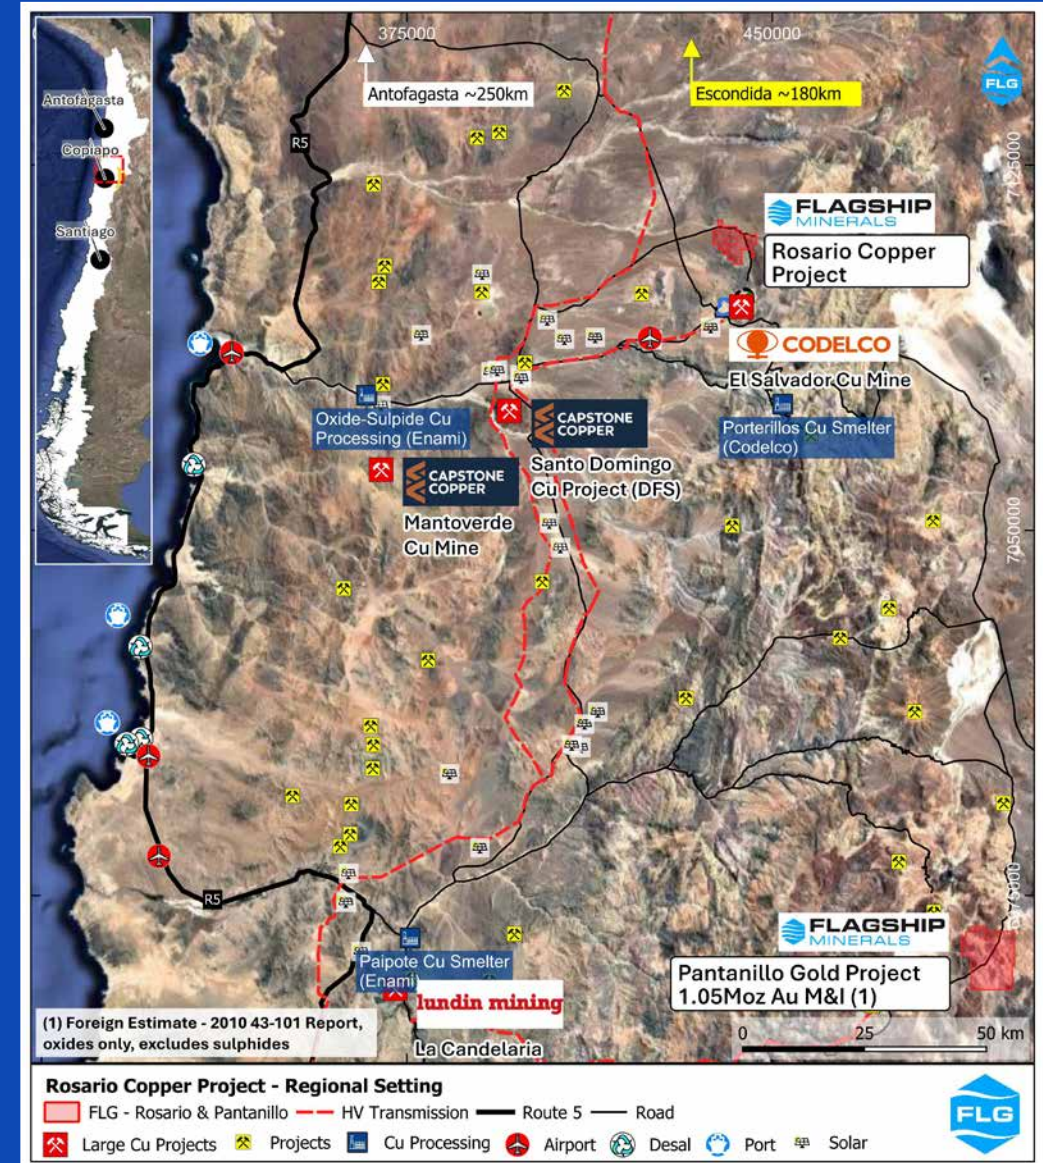 375000
450000
Antofagasta ~250km
Escondida ~180km
FLG
Antofagasta
Copiapo
Santiago
R5
7125000
FLAGSHIP
MINERALS
Rosario Copper
Project
CODELCO
El Salvador Cu Mine
Oxide-Sulpide Cu
Processing (Enami)
CAPSTONE
COPPER
Santo Domingo
Cu Project (DFS)
Porterillos Cu Smelter
(Codelco)
CAPSTONE
COPPER
Mantoverde
Cu Mine
7050000
R5
FLAGSHIP
MINERALS
Pantanillo Gold Project
1.05Moz Au M&I (1)
Paipote Cu Smelter
(Enami
lundin mining
La Candelaria
(1) Foreign Estimate - 2010 43-101 Report,
oxides only, excludes sulphides
0 25 50 km
Rosario Copper Project - Regional Setting
FLG - Rosario & Pantanillo HV Transmission Route 5 Road
Large Cu Projects Projects Cu Processing Airport Desal Port Solar
FLG